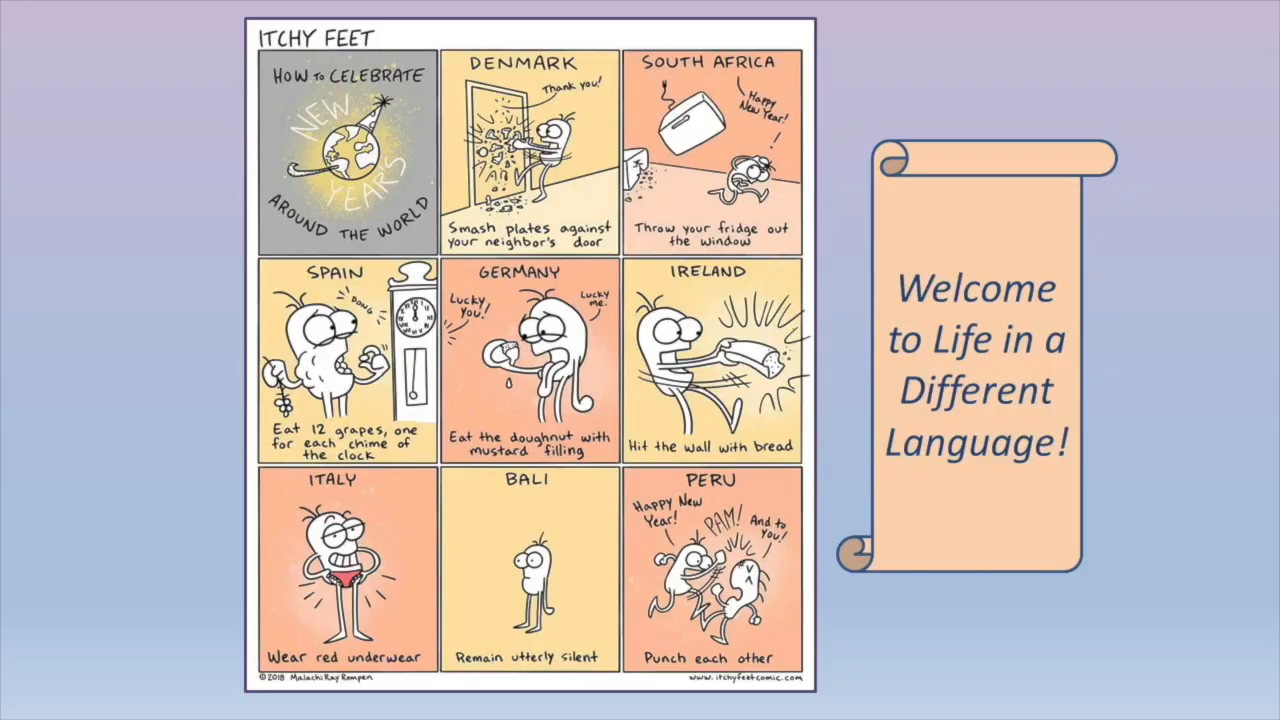 ITCHY FEET
HOW to CELEBRATE
NEW
YEAR'S
AROUND THE WORLD
DENMARK
Thank you!
Smash plates against
your neighbor's door
SOUTH AFRICA
Happy
New
Year!
Throw your fridge out
the window
SPAIN
DONG
Eat 12 grapes, one
for each chime of
the clock
GERMANY
Lucky
You!
Lucky
me.
Eat the doughnut with
mustard filling
IRELAND
Hit the wall with bread
ITALY
Wear red underwear
BALI
Remain utterly silent
PERU
Happy New
Year!
PAM!
And to
you!
Punch each other
©2018 Malachi Ray Rempen
www.itchyfeetcomic.com
Welcome
to Life in a
Different
Language!